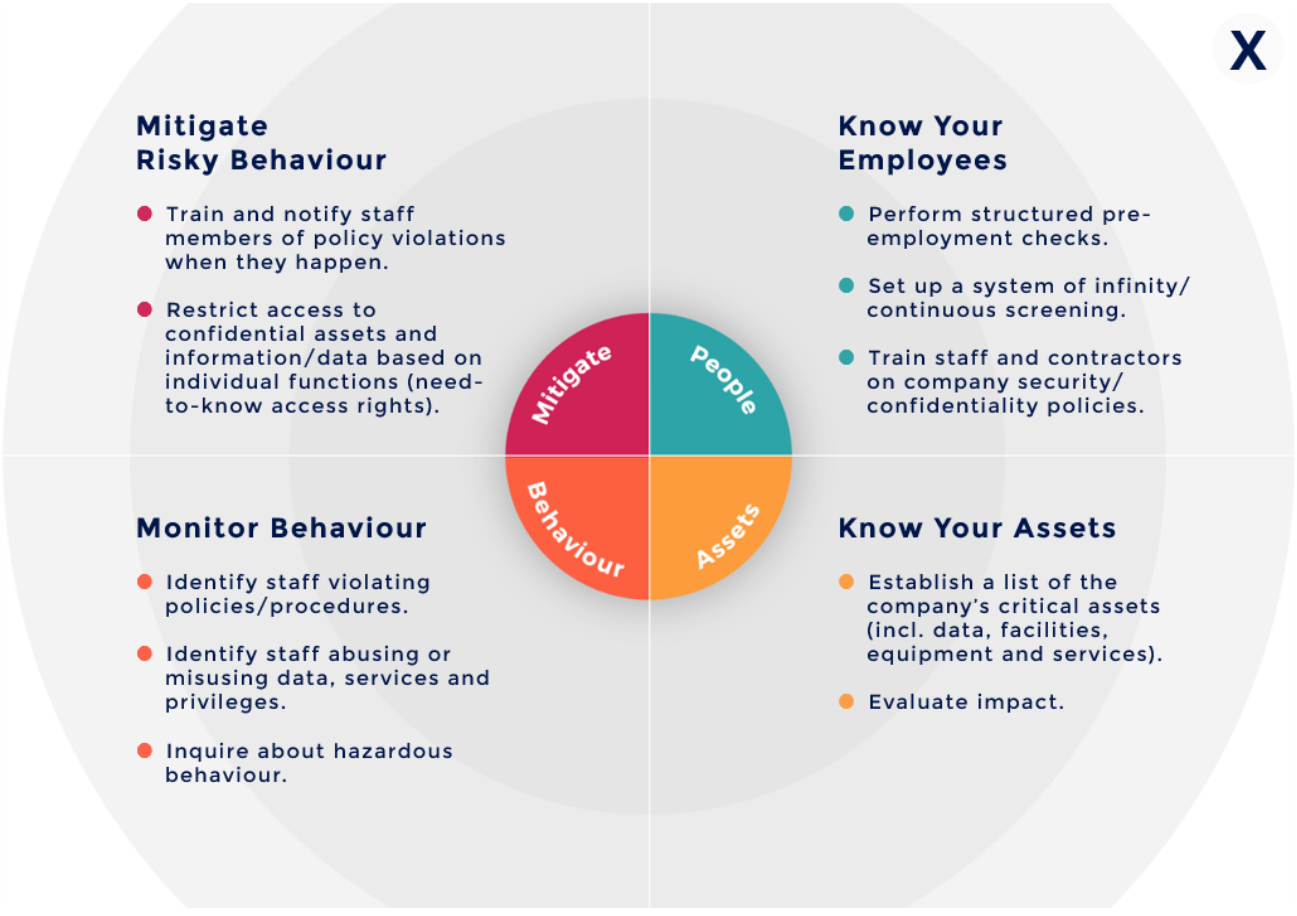 X
Mitigate
Risky Behaviour
Train and notify staff
members of policy violations
when they happen.
Restrict access to
confidential assets and
information/data based on
individual functions (need-
to-know access rights).
Know Your
Employees
Perform structured pre-
employment checks.
Set up a system of infinity/
continuous screening.
Train staff and contractors
on company security/
confidentiality policies.
Mitigate
People
Behaviour
Assets
Monitor Behaviour
Identify staff violating
policies/procedures.
Identify staff abusing or
misusing data, services and
privileges.
Inquire about hazardous
behaviour.
Know Your Assets
Establish a list of the
company’s critical assets
(incl. data, facilities,
equipment and services).
Evaluate impact.